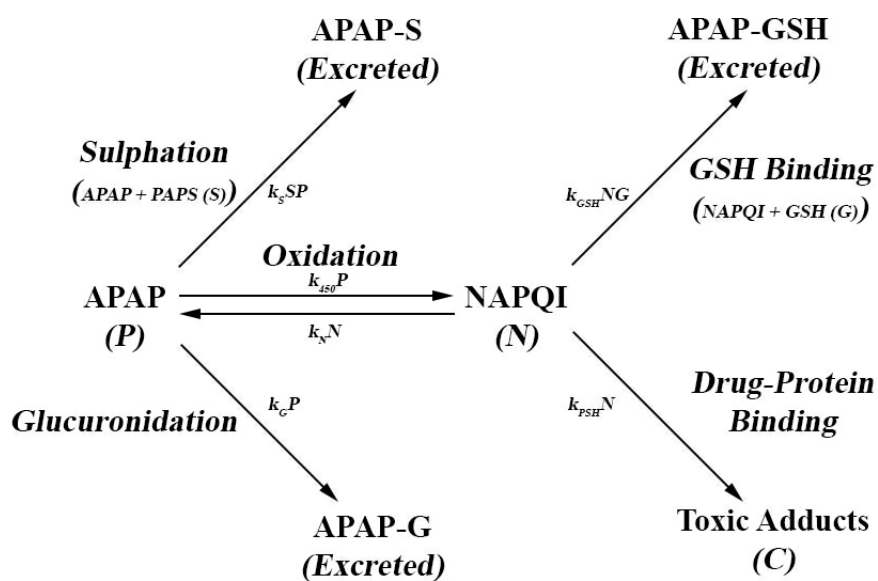 APAP-S
(Excreted)
APAP-GSH
(Excreted)
Sulphation
(APAP + PAPS (S))
k_S SP
GSH Binding
(NAPQI + GSH (G))
k_GSH NG
Oxidation
k_450 P
APAP
(P)
NAPQI
(N)
k_N N
Glucuronidation
k_G P
Drug-Protein
Binding
k_PSH N
APAP-G
(Excreted)
Toxic Adducts
(C)